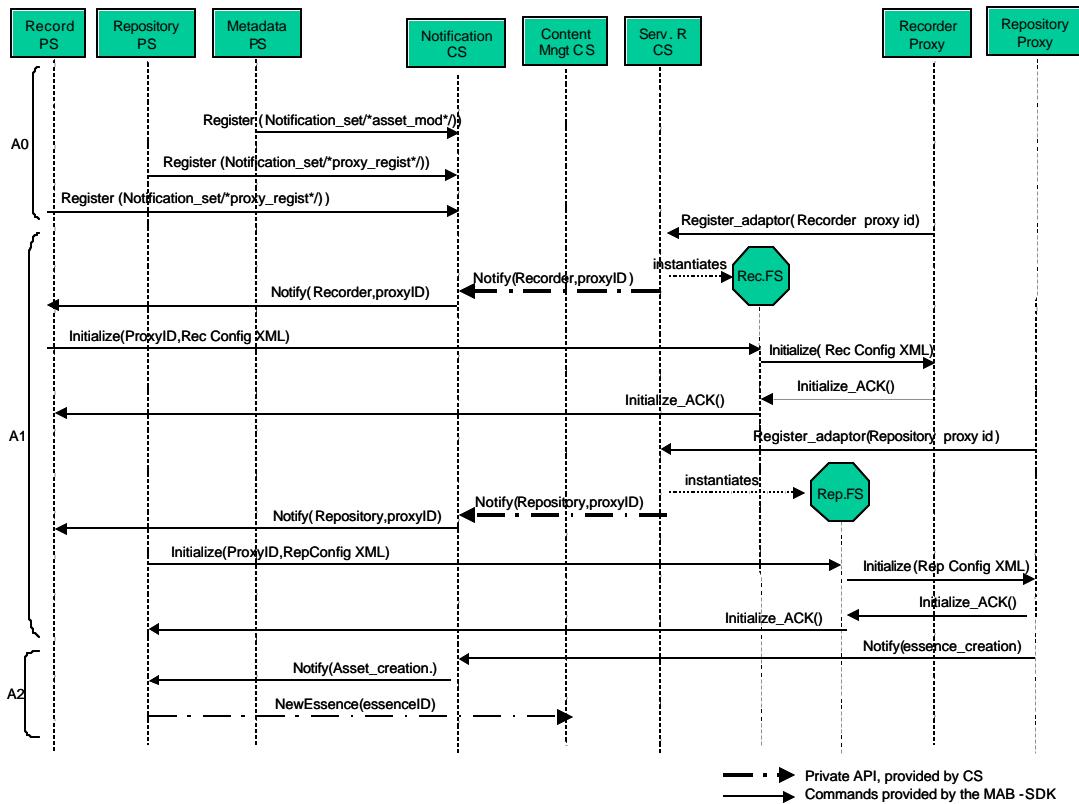 Record
PS
Repository
PS
Metadata
PS
Notification
CS
Content
Mngt CS
Serv. R
CS
Recorder
Proxy
Repository
Proxy
A0
Register (Notification_set/*asset_mod*/))
Register (Notification_set/*proxy_regist*/))
Register (Notification_set/*proxy_regist*/))
A1
Register_adaptor( Recorder proxy id)
instantiates
Rec.FS
Notify(Recorder,proxyID )
Notify( Recorder,proxyID)
Initialize(ProxyID,Rec Config XML)
Initialize( Rec Config XML)
Initialize_ACK()
Initialize_ACK()
Register_adaptor(Repository proxy id)
instantiates
Rep.FS
Notify(Repository,proxyID)
Notify( Repository,proxyID)
Initialize(ProxyID,RepConfig XML)
Initialize (Rep Config XML)
Initialize_ACK()
Initialize_ACK()
A2
Notify(essence_creation)
Notify(Asset_creation.)
NewEssence(essenceID)
Private API, provided by CS
Commands provided by the MAB -SDK